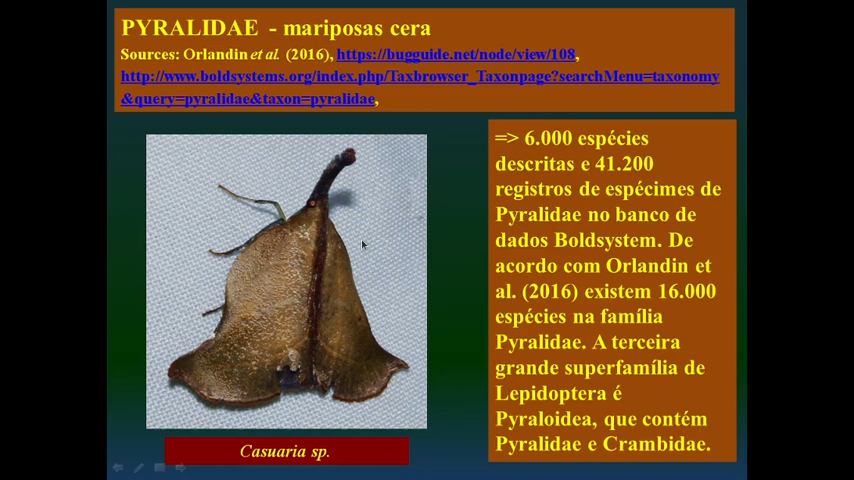 PYRALIDAE - mariposas cera
Sources: Orlandin et al. (2016), https://bugguide.net/node/view/108,
http://www.boldsystems.org/index.php/Taxbrowser_Taxonpage?searchMenu=taxonomy
&query=pyralidae&taxon=pyralidae,
=> 6.000 espécies
descritas e 41.200
registros de espécimes de
Pyralidae no banco de
dados Boldsystem. De
acordo com Orlandin et
al. (2016) existem 16.000
espécies na família
Pyralidae. A terceira
grande superfamília de
Lepidoptera é
Pyraloidea, que contém
Pyralidae e Crambidae.
Casuaria sp.